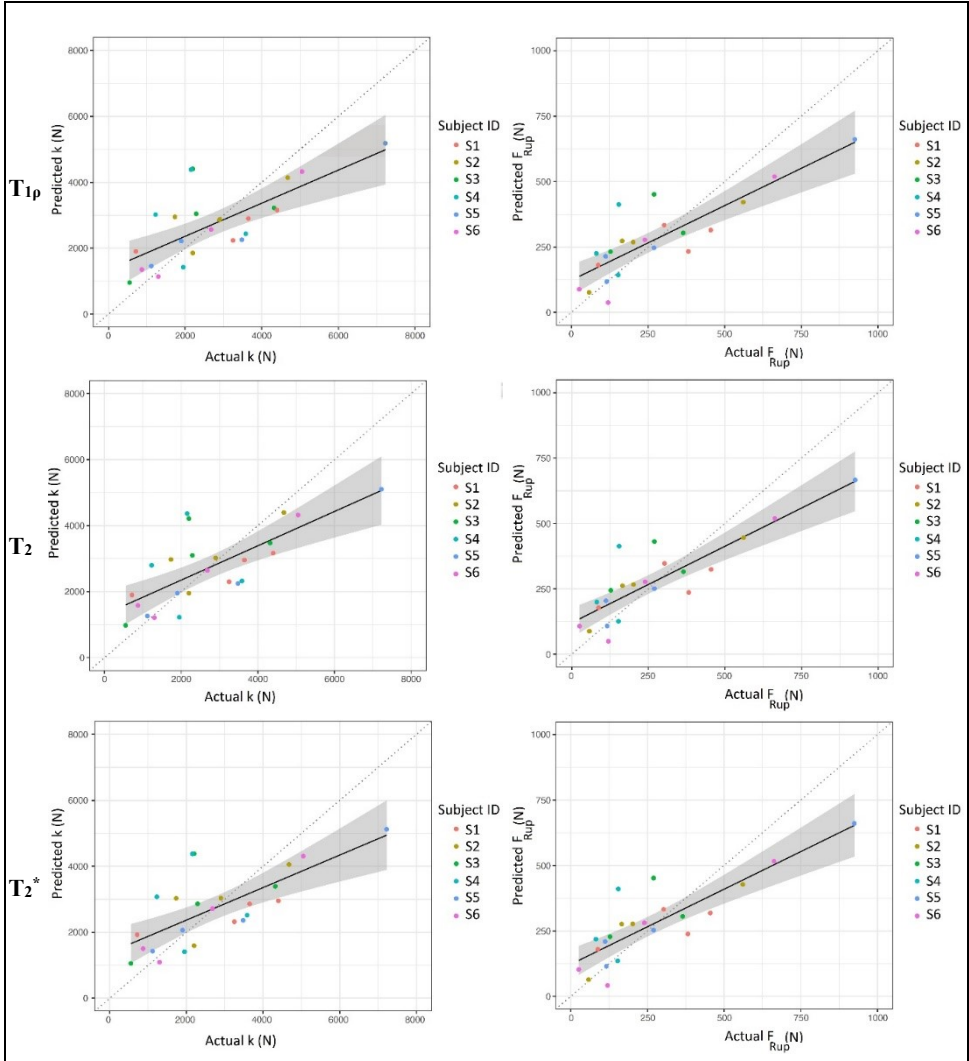 T1ρ
Predicted k (N)
8000
6000
4000
2000
0
0 2000 4000 6000 8000
Actual k (N)
Subject ID
S1
S2
S3
S4
S5
S6
Predicted F Rup (N)
1000
750
500
250
0
0 250 500 750 1000
Actual F Rup (N)
Subject ID
S1
S2
S3
S4
S5
S6
T2
Predicted k (N)
8000
6000
4000
2000
0
0 2000 4000 6000 8000
Actual k (N)
Subject ID
S1
S2
S3
S4
S5
S6
Predicted F Rup (N)
1000
750
500
250
0
0 250 500 750 1000
Actual F Rup (N)
Subject ID
S1
S2
S3
S4
S5
S6
T2*
Predicted k (N)
8000
6000
4000
2000
0
0 2000 4000 6000 8000
Actual k (N)
Subject ID
S1
S2
S3
S4
S5
S6
Predicted F Rup (N)
1000
750
500
250
0
0 250 500 750 1000
Actual F Rup (N)
Subject ID
S1
S2
S3
S4
S5
S6